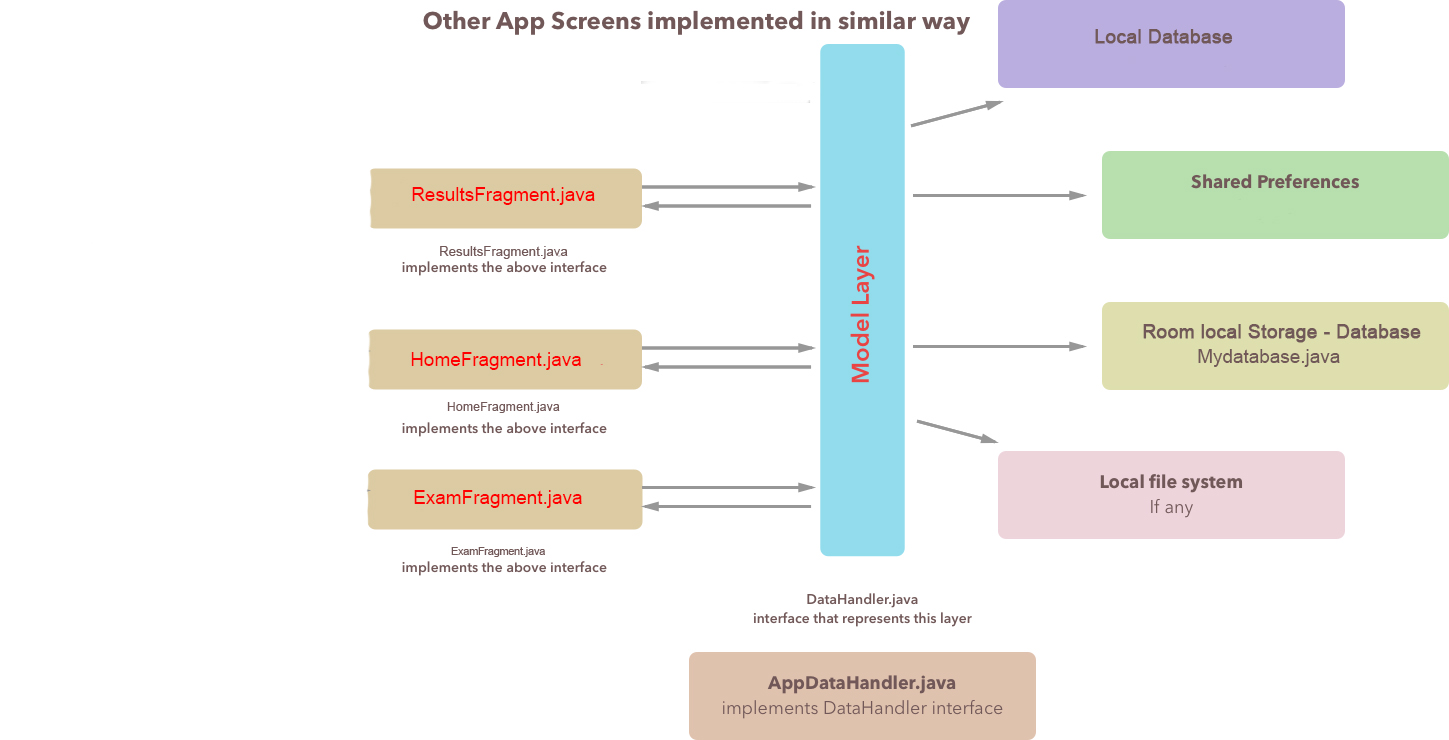 Other App Screens implemented in similar way
Local Database
ResultsFragment.java
ResultsFragment.java
implements the above interface
HomeFragment.java
HomeFragment.java
implements the above interface
ExamFragment.java
ExamFragment.java
implements the above interface
Model Layer
Shared Preferences
Room local Storage - Database
Mydatabase.java
Local file system
If any
DataHandler.java
interface that represents this layer
AppDataHandler.java
implements DataHandler interface